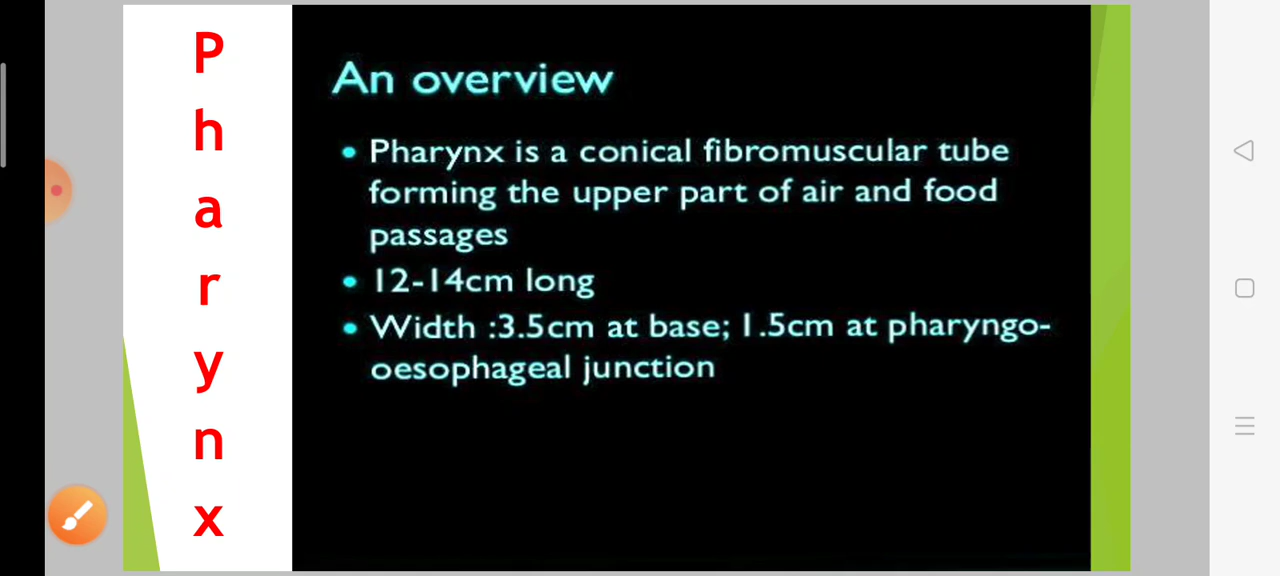 Pharynx
An overview
• Pharynx is a conical fibromuscular tube
forming the upper part of air and food
passages
• 12-14cm long
• Width :3.5cm at base; 1.5cm at pharyngo-
oesophageal junction